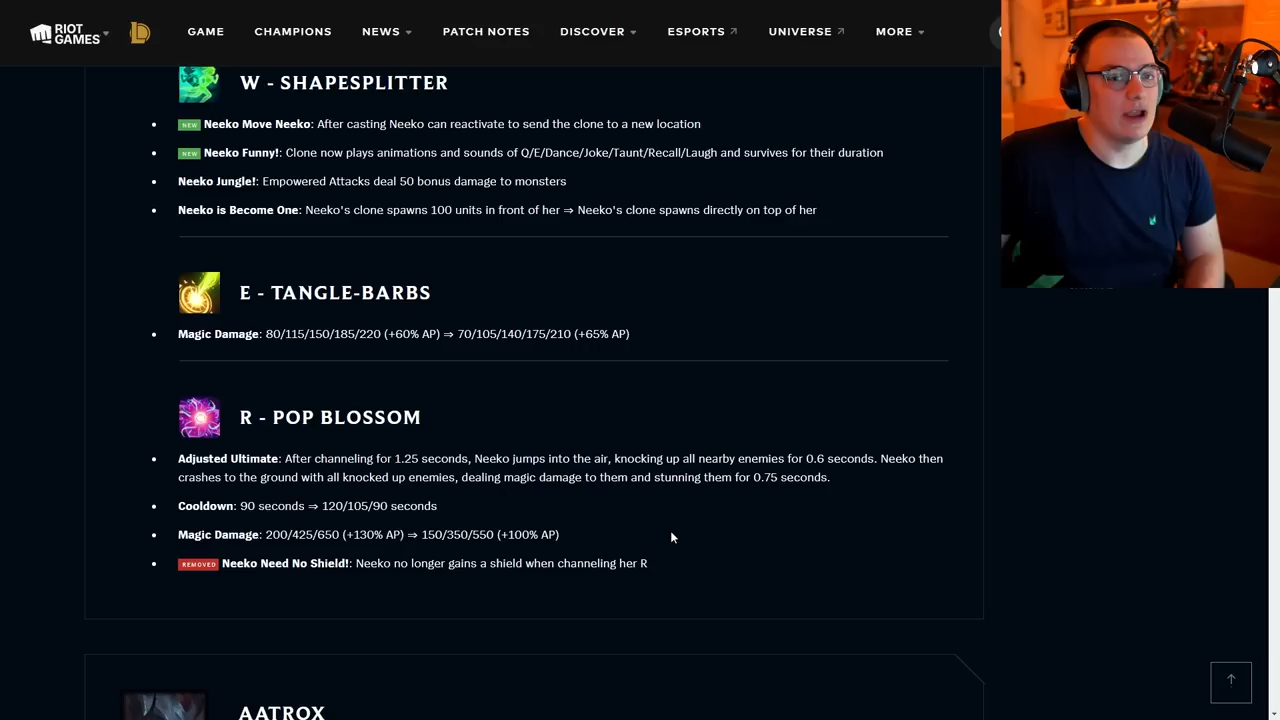 RIOT GAMES
GAME CHAMPIONS NEWS PATCH NOTES DISCOVER ESPORTS UNIVERSE MORE
W - SHAPESPLITTER
NEW Neeko Move Neeko: After casting Neeko can reactivate to send the clone to a new location
NEW Neeko Funny!: Clone now plays animations and sounds of Q/E/Dance/Joke/Taunt/Recall/Laugh and survives for their duration
Neeko Jungle!: Empowered Attacks deal 50 bonus damage to monsters
Neeko is Become One: Neeko's clone spawns 100 units in front of her ⇒ Neeko's clone spawns directly on top of her
E - TANGLE-BARBS
Magic Damage: 80/115/150/185/220 (+60% AP) ⇒ 70/105/140/175/210 (+65% AP)
R - POP BLOSSOM
Adjusted Ultimate: After channeling for 1.25 seconds, Neeko jumps into the air, knocking up all nearby enemies for 0.6 seconds. Neeko then
crashes to the ground with all knocked up enemies, dealing magic damage to them and stunning them for 0.75 seconds.
Cooldown: 90 seconds ⇒ 120/105/90 seconds
Magic Damage: 200/425/650 (+130% AP) ⇒ 150/350/550 (+100% AP)
REMOVED Neeko Need No Shield!: Neeko no longer gains a shield when channeling her R
AATROX